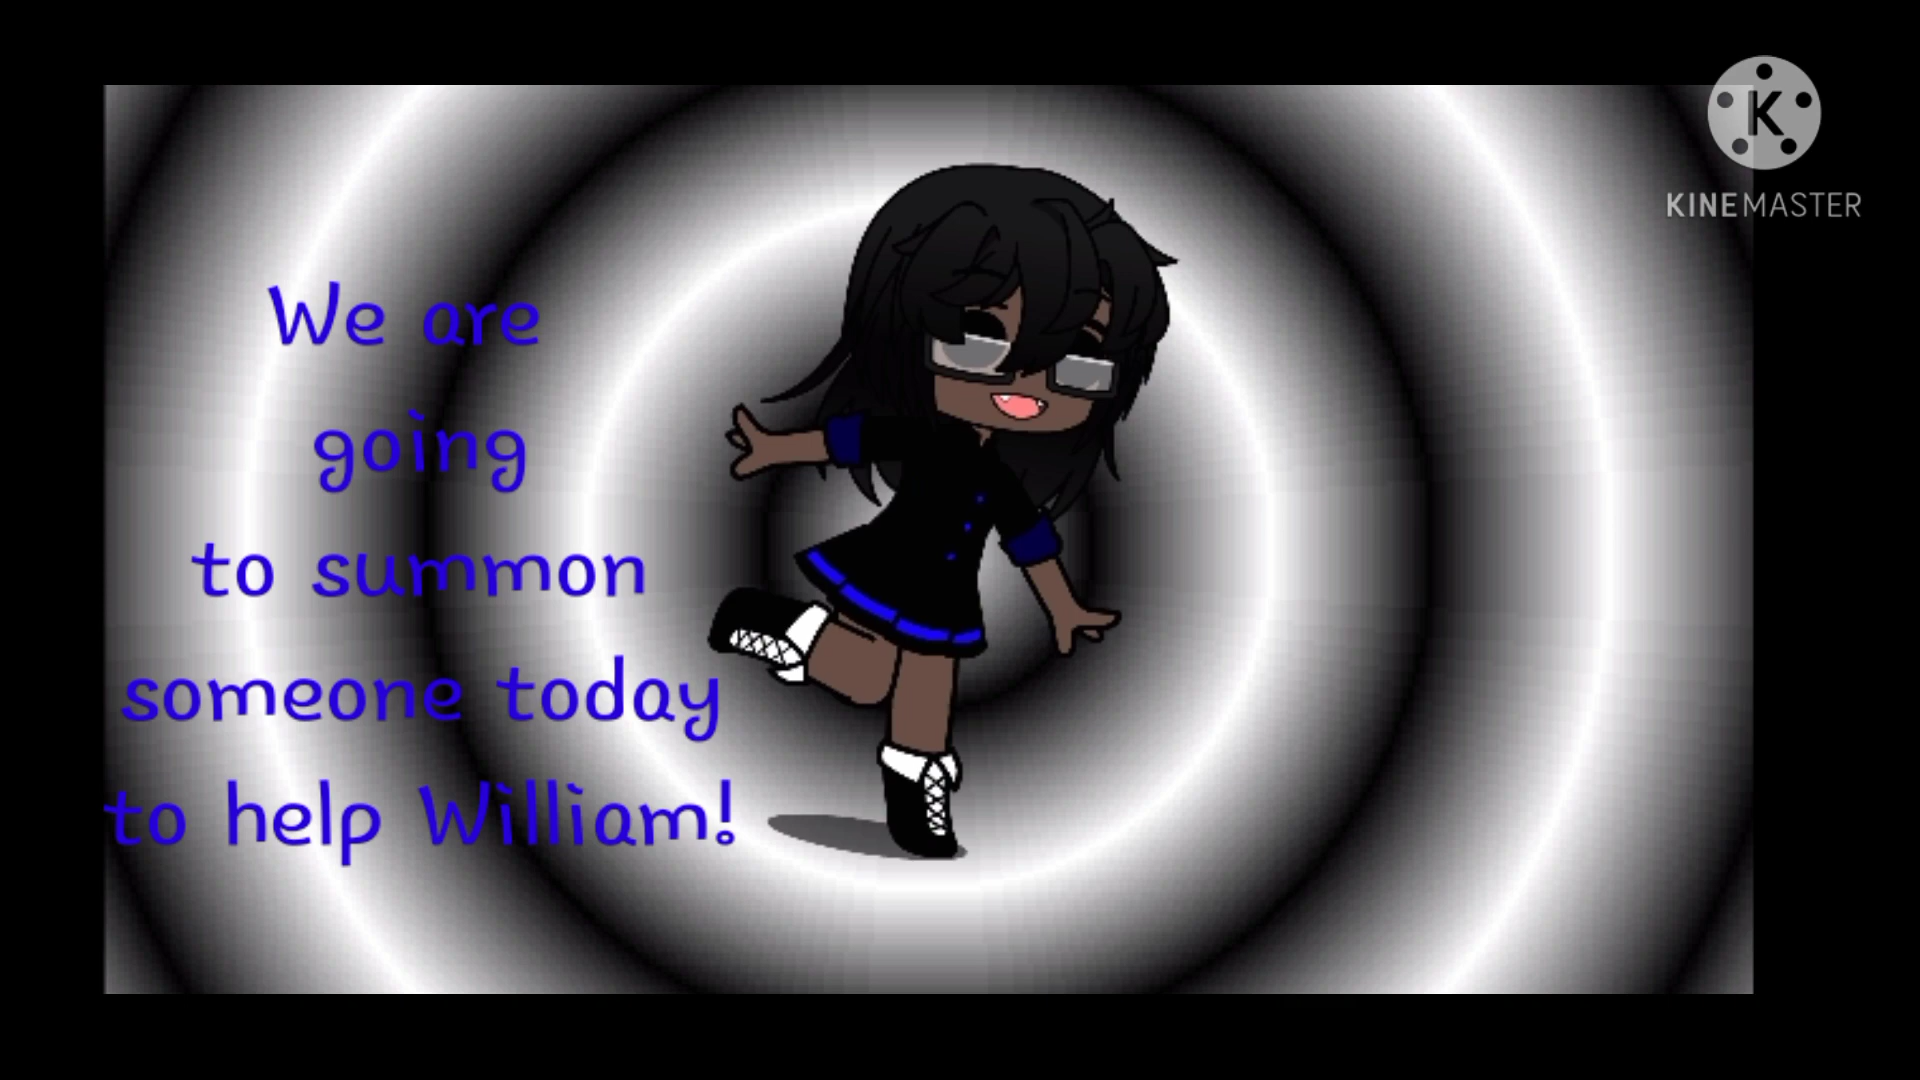 K
KINEMASTER
We are
going
to summon
someone today
to help William!